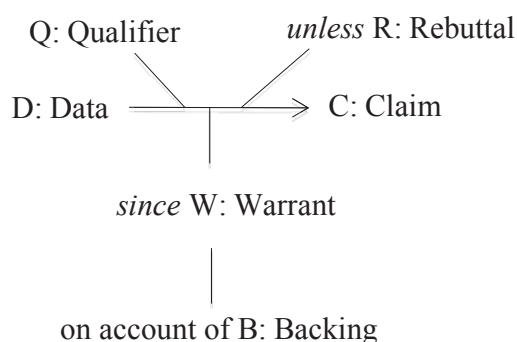 Q: Qualifier unless R: Rebuttal
D: Data C: Claim
since W: Warrant
on account of B: Backing